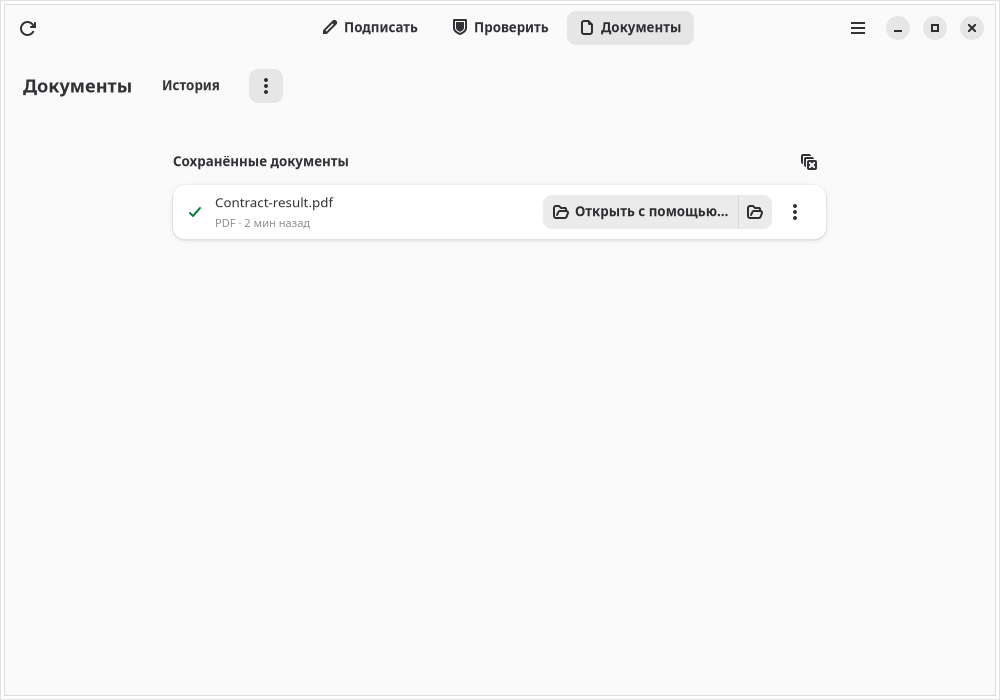 Подписать
Проверить
Документы
Документы
История
Сохранённые документы
Contract-result.pdf
Открыть с помощью...
PDF · 2 мин назад